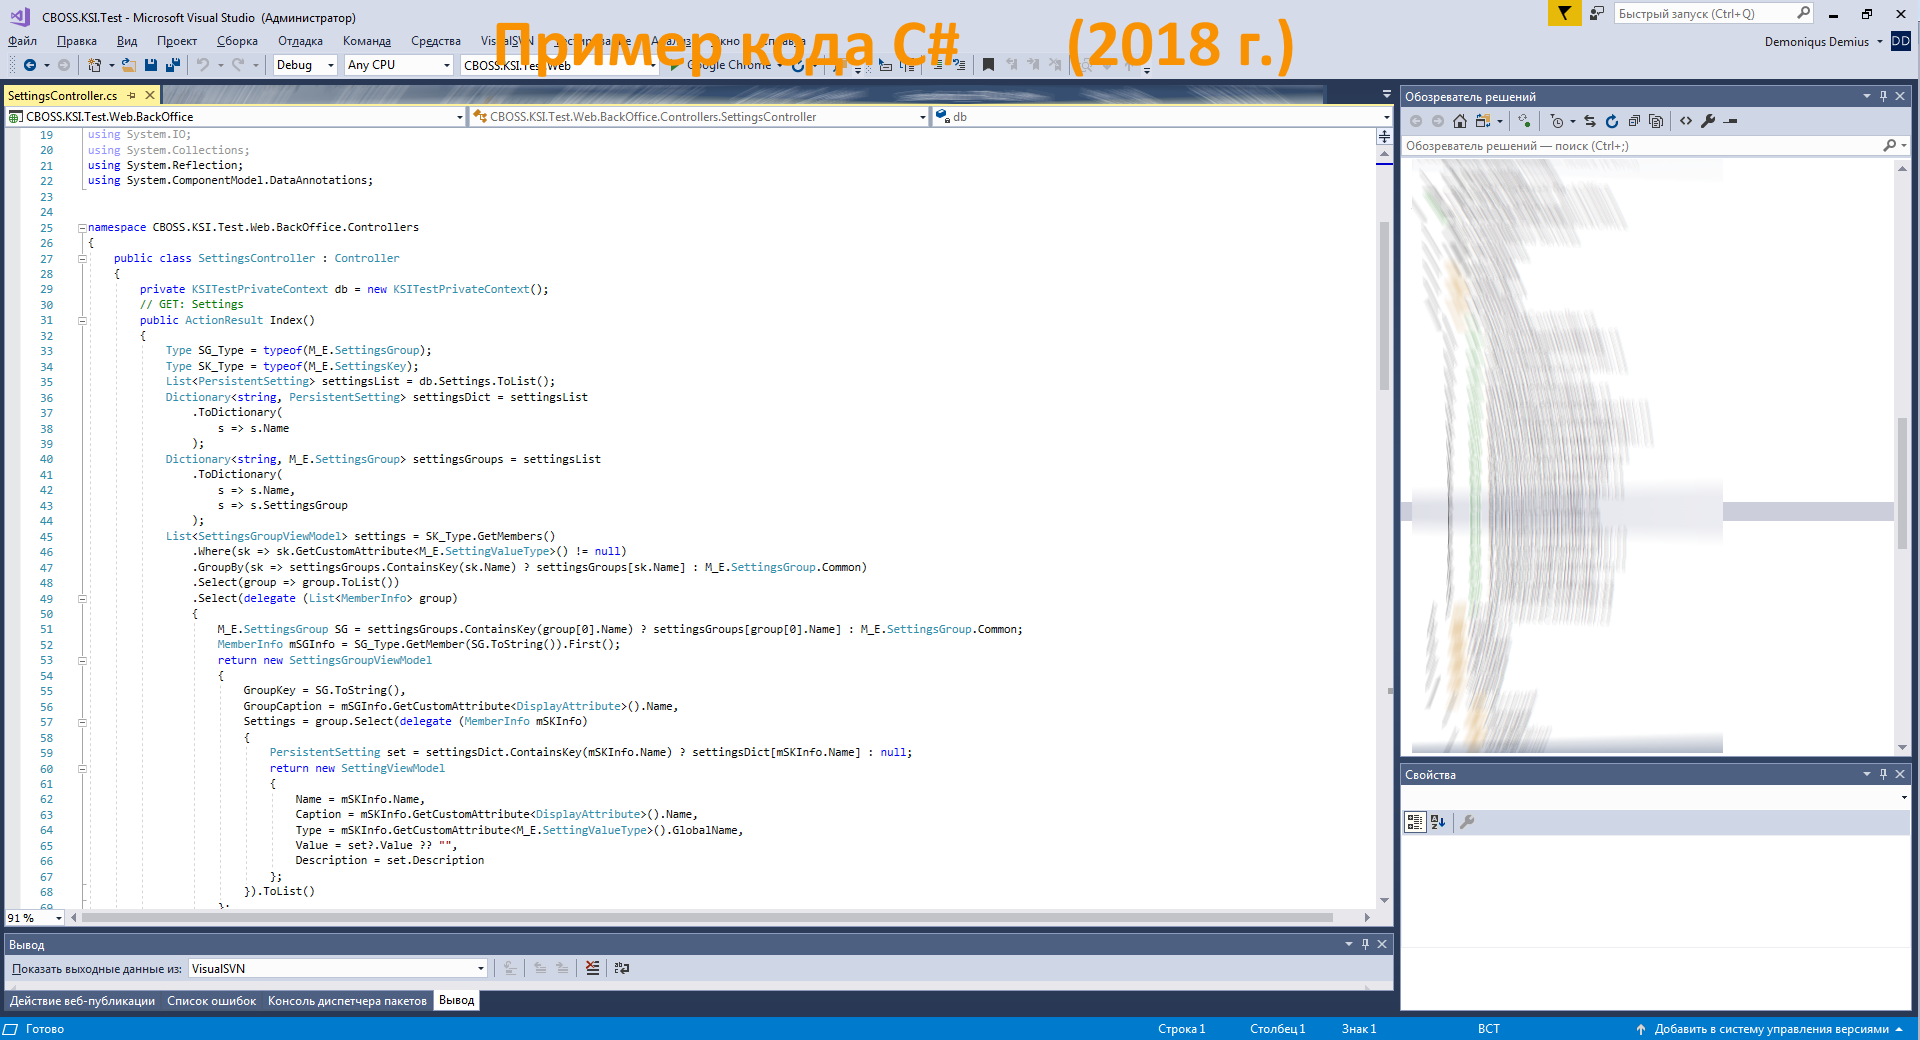 CBOSS.KSI.Test - Microsoft Visual Studio (Администратор)
Быстрый запуск (Ctrl+Q)
Пример кода C# (2018 г.)
Файл Правка Вид Проект Сборка Отладка Команда Средства
Demoniqus Demius DD
Debug Any CPU CBOSS.KSI.Test.Web Google Chrome
SettingsController.cs
CBOSS.KSI.Test.Web.BackOffice CBOSS.KSI.Test.Web.BackOffice.Controllers.SettingsController db
19 using System.IO;
20 using System.Collections;
21 using System.Reflection;
22 using System.ComponentModel.DataAnnotations;
23
24
25 namespace CBOSS.KSI.Test.Web.BackOffice.Controllers
26 {
27 public class SettingsController : Controller
28 {
29 private KSITestPrivateContext db = new KSITestPrivateContext();
30 // GET: Settings
31 public ActionResult Index()
32 {
33 Type SG_Type = typeof(M_E.SettingsGroup);
34 Type SK_Type = typeof(M_E.SettingsKey);
35 List<PersistentSetting> settingsList = db.Settings.ToList();
36 Dictionary<string, PersistentSetting> settingsDict = settingsList
37 .ToDictionary(
38 s => s.Name
39 );
40 Dictionary<string, M_E.SettingsGroup> settingsGroups = settingsList
41 .ToDictionary(
42 s => s.Name,
43 s => s.SettingsGroup
44 );
45 List<SettingsGroupViewModel> settings = SK_Type.GetMembers()
46 .Where(sk => sk.GetCustomAttribute<M_E.SettingValueType>() != null)
47 .GroupBy(sk => settingsGroups.ContainsKey(sk.Name) ? settingsGroups[sk.Name] : M_E.SettingsGroup.Common)
48 .Select(group => group.ToList())
49 .Select(delegate (List<MemberInfo> group)
50 {
51 M_E.SettingsGroup SG = settingsGroups.ContainsKey(group[0].Name) ? settingsGroups[group[0].Name] : M_E.SettingsGroup.Common;
52 MemberInfo mSGInfo = SG_Type.GetMember(SG.ToString()).First();
53 return new SettingsGroupViewModel
54 {
55 GroupKey = SG.ToString(),
56 GroupCaption = mSGInfo.GetCustomAttribute<DisplayAttribute>().Name,
57 Settings = group.Select(delegate (MemberInfo mSKInfo)
58 {
59 PersistentSetting set = settingsDict.ContainsKey(mSKInfo.Name) ? settingsDict[mSKInfo.Name] : null;
60 return new SettingViewModel
61 {
62 Name = mSKInfo.Name,
63 Caption = mSKInfo.GetCustomAttribute<DisplayAttribute>().Name,
64 Type = mSKInfo.GetCustomAttribute<M_E.SettingValueType>().GlobalName,
65 Value = set?.Value ?? "",
66 Description = set.Description
67 };
68 }).ToList()
69 };
91 %
Обозреватель решений
Обозреватель решений — поиск (Ctrl+;)
Свойства
Вывод
Показать выходные данные из: VisualSVN
Действие веб-публикации Список ошибок Консоль диспетчера пакетов Вывод
Готово Строка 1 Столбец 1 Знак 1 ВСТ Добавить в систему управления версиями